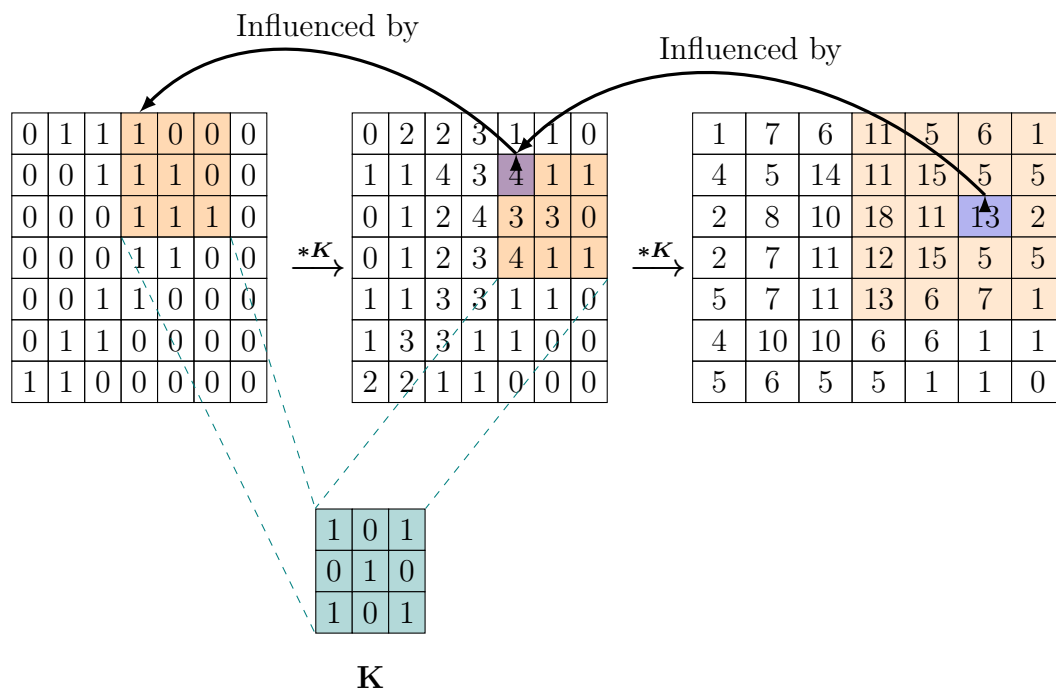 Influenced by
Influenced by
0 1 1 1 0 0 0
0 0 1 1 1 0 0
0 0 0 1 1 1 0
0 0 0 1 1 0 0
0 0 1 1 0 0 0
0 1 1 0 0 0 0
1 1 0 0 0 0 0
*K
0 2 2 3 1 1 0
1 1 4 3 4 1 1
0 1 2 4 3 3 0
0 1 2 3 4 1 1
1 1 3 3 1 1 0
1 3 3 1 1 0 0
2 2 1 1 0 0 0
*K
1 7 6 11 5 6 1
4 5 14 11 15 5 5
2 8 10 18 11 13 2
2 7 11 12 15 5 5
5 7 11 13 6 7 1
4 10 10 6 6 1 1
5 6 5 5 1 1 0
1 0 1
0 1 0
1 0 1
K